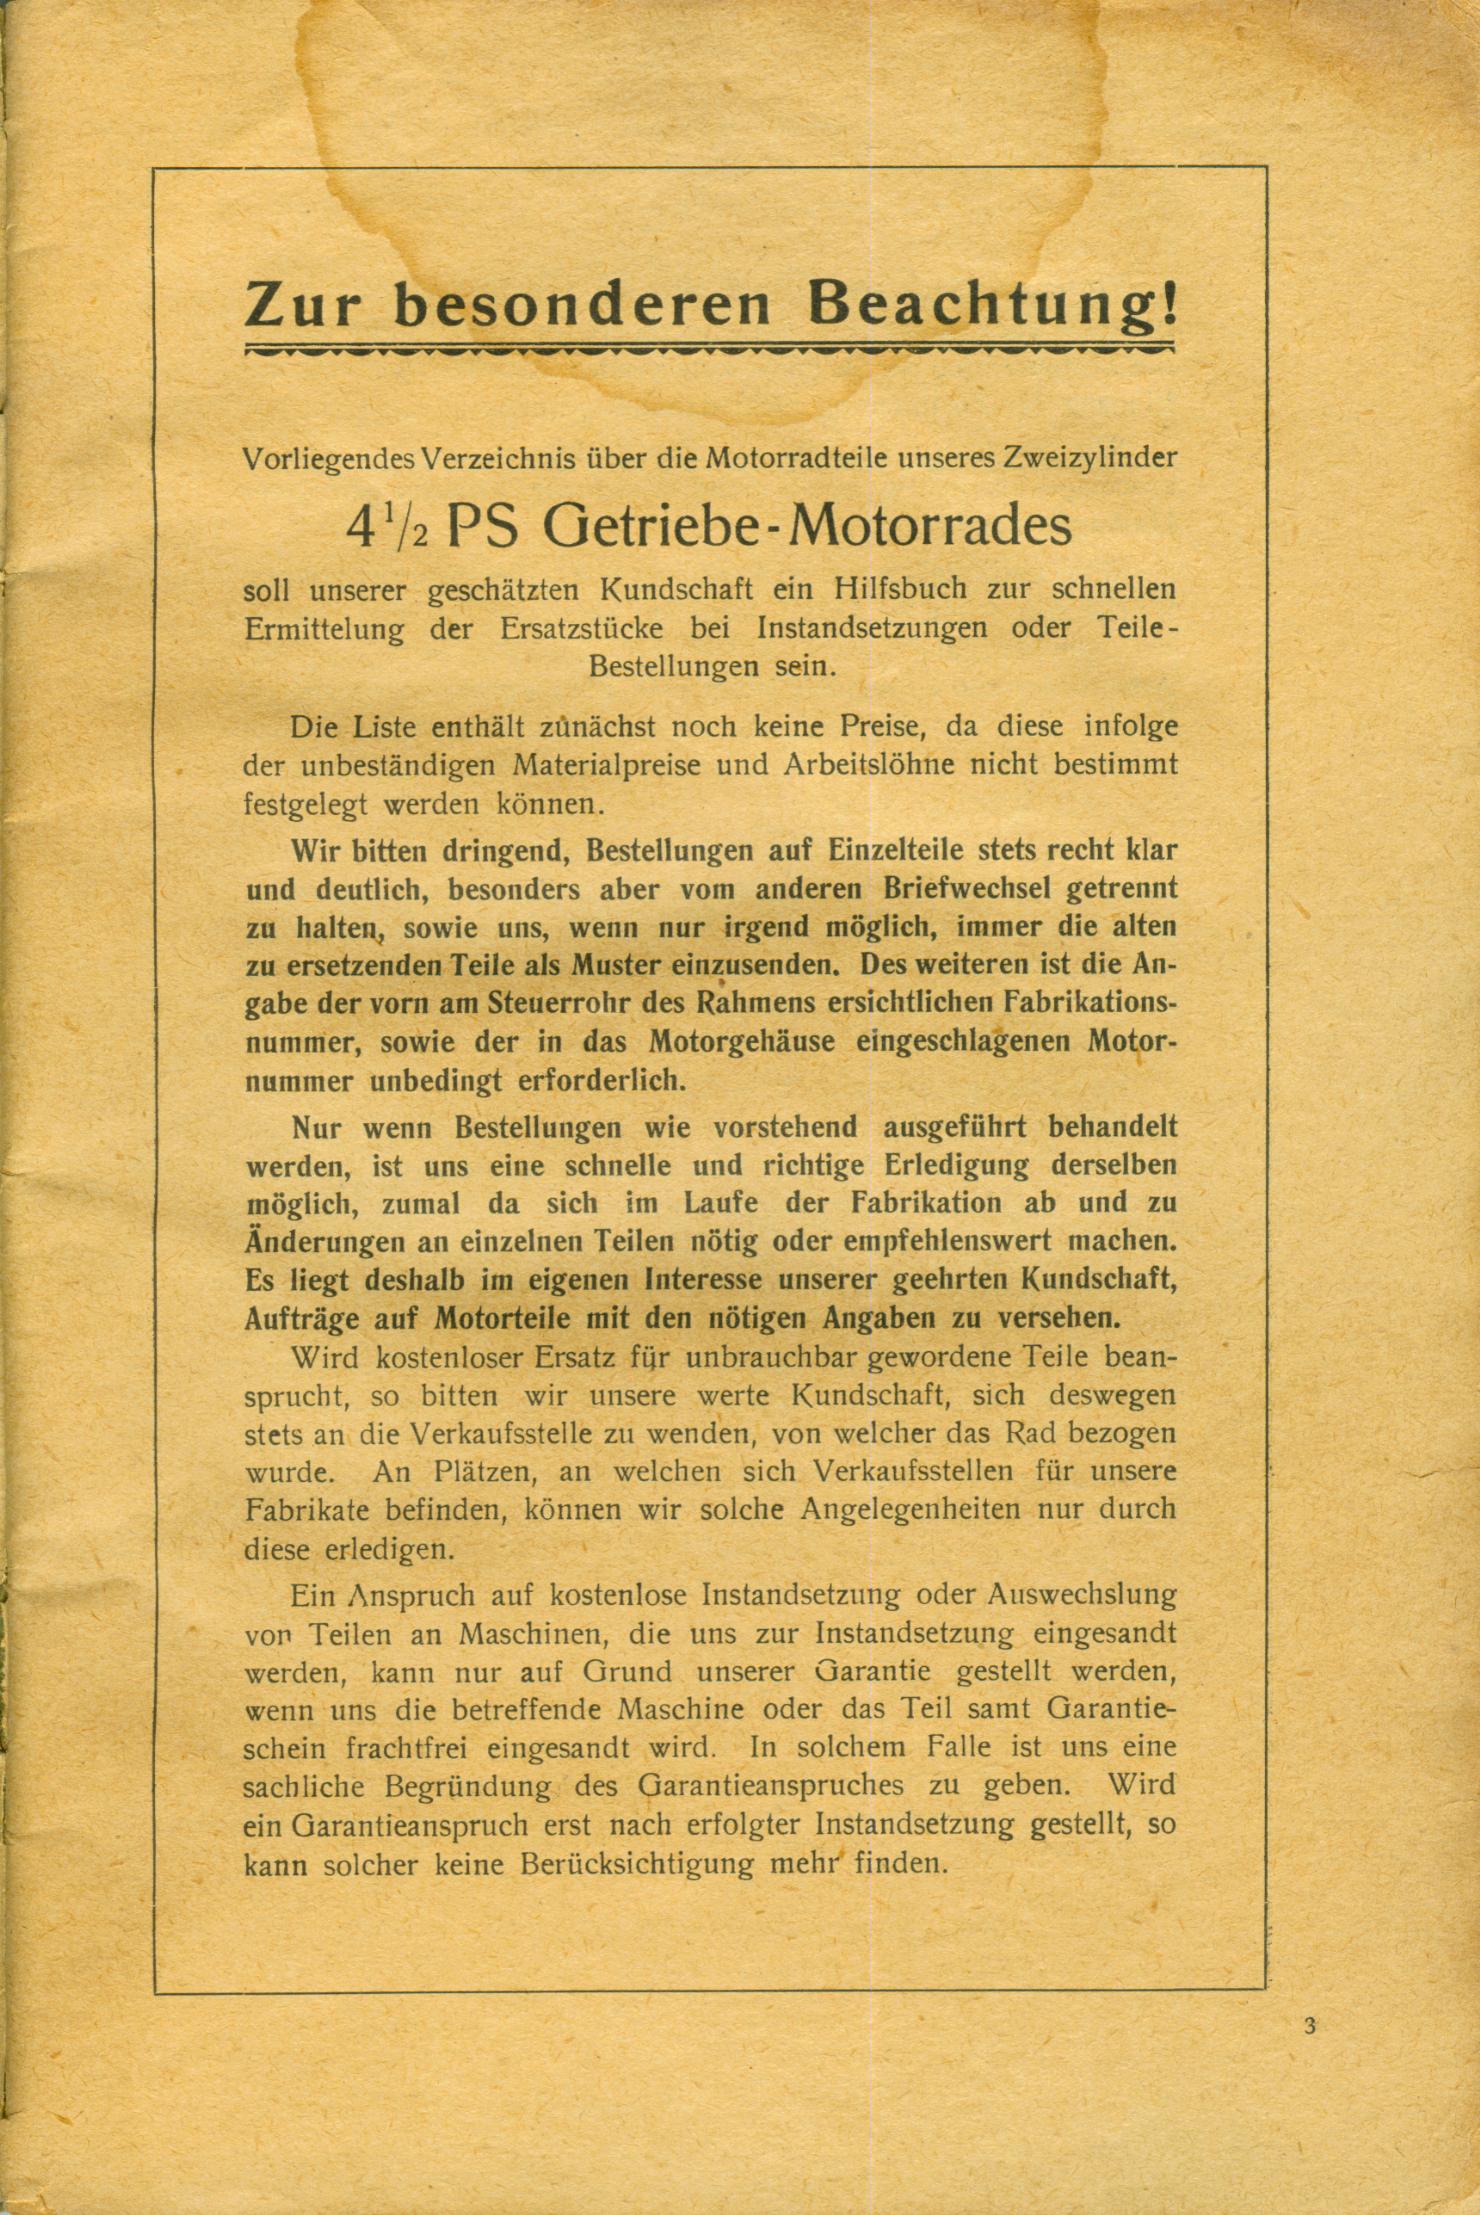 Zur besonderen Beachtung!
Vorliegendes Verzeichnis über die Motorradteile unseres Zweizylinder
4 1/2 PS Getriebe-Motorrades
soll unserer geschätzten Kundschaft ein Hilfsbuch zur schnellen
Ermittelung der Ersatzstücke bei Instandsetzungen oder Teile-
Bestellungen sein.
Die Liste enthält zunächst noch keine Preise, da diese infolge
der unbeständigen Materialpreise und Arbeitslöhne nicht bestimmt
festgelegt werden können.
Wir bitten dringend, Bestellungen auf Einzelteile stets recht klar
und deutlich, besonders aber vom anderen Briefwechsel getrennt
zu halten, sowie uns, wenn nur irgend möglich, immer die alten
zu ersetzenden Teile als Muster einzusenden. Des weiteren ist die An-
gabe der vorn am Steuerrohr des Rahmens ersichtlichen Fabrikations-
nummer, sowie der in das Motorgehäuse eingeschlagenen Motor-
nummer unbedingt erforderlich.
Nur wenn Bestellungen wie vorstehend ausgeführt behandelt
werden, ist uns eine schnelle und richtige Erledigung derselben
möglich, zumal da sich im Laufe der Fabrikation ab und zu
Änderungen an einzelnen Teilen nötig oder empfehlenswert machen.
Es liegt deshalb im eigenen Interesse unserer geehrten Kundschaft,
Aufträge auf Motorteile mit den nötigen Angaben zu versehen.
Wird kostenloser Ersatz für unbrauchbar gewordene Teile bean-
sprucht, so bitten wir unsere werte Kundschaft, sich deswegen
stets an die Verkaufsstelle zu wenden, von welcher das Rad bezogen
wurde. An Plätzen, an welchen sich Verkaufsstellen für unsere
Fabrikate befinden, können wir solche Angelegenheiten nur durch
diese erledigen.
Ein Anspruch auf kostenlose Instandsetzung oder Auswechslung
von Teilen an Maschinen, die uns zur Instandsetzung eingesandt
werden, kann nur auf Grund unserer Garantie gestellt werden,
wenn uns die betreffende Maschine oder das Teil samt Garantie-
schein frachtfrei eingesandt wird. In solchem Falle ist uns eine
sachliche Begründung des Garantieanspruches zu geben. Wird
ein Garantieanspruch erst nach erfolgter Instandsetzung gestellt, so
kann solcher keine Berücksichtigung mehr finden.
3